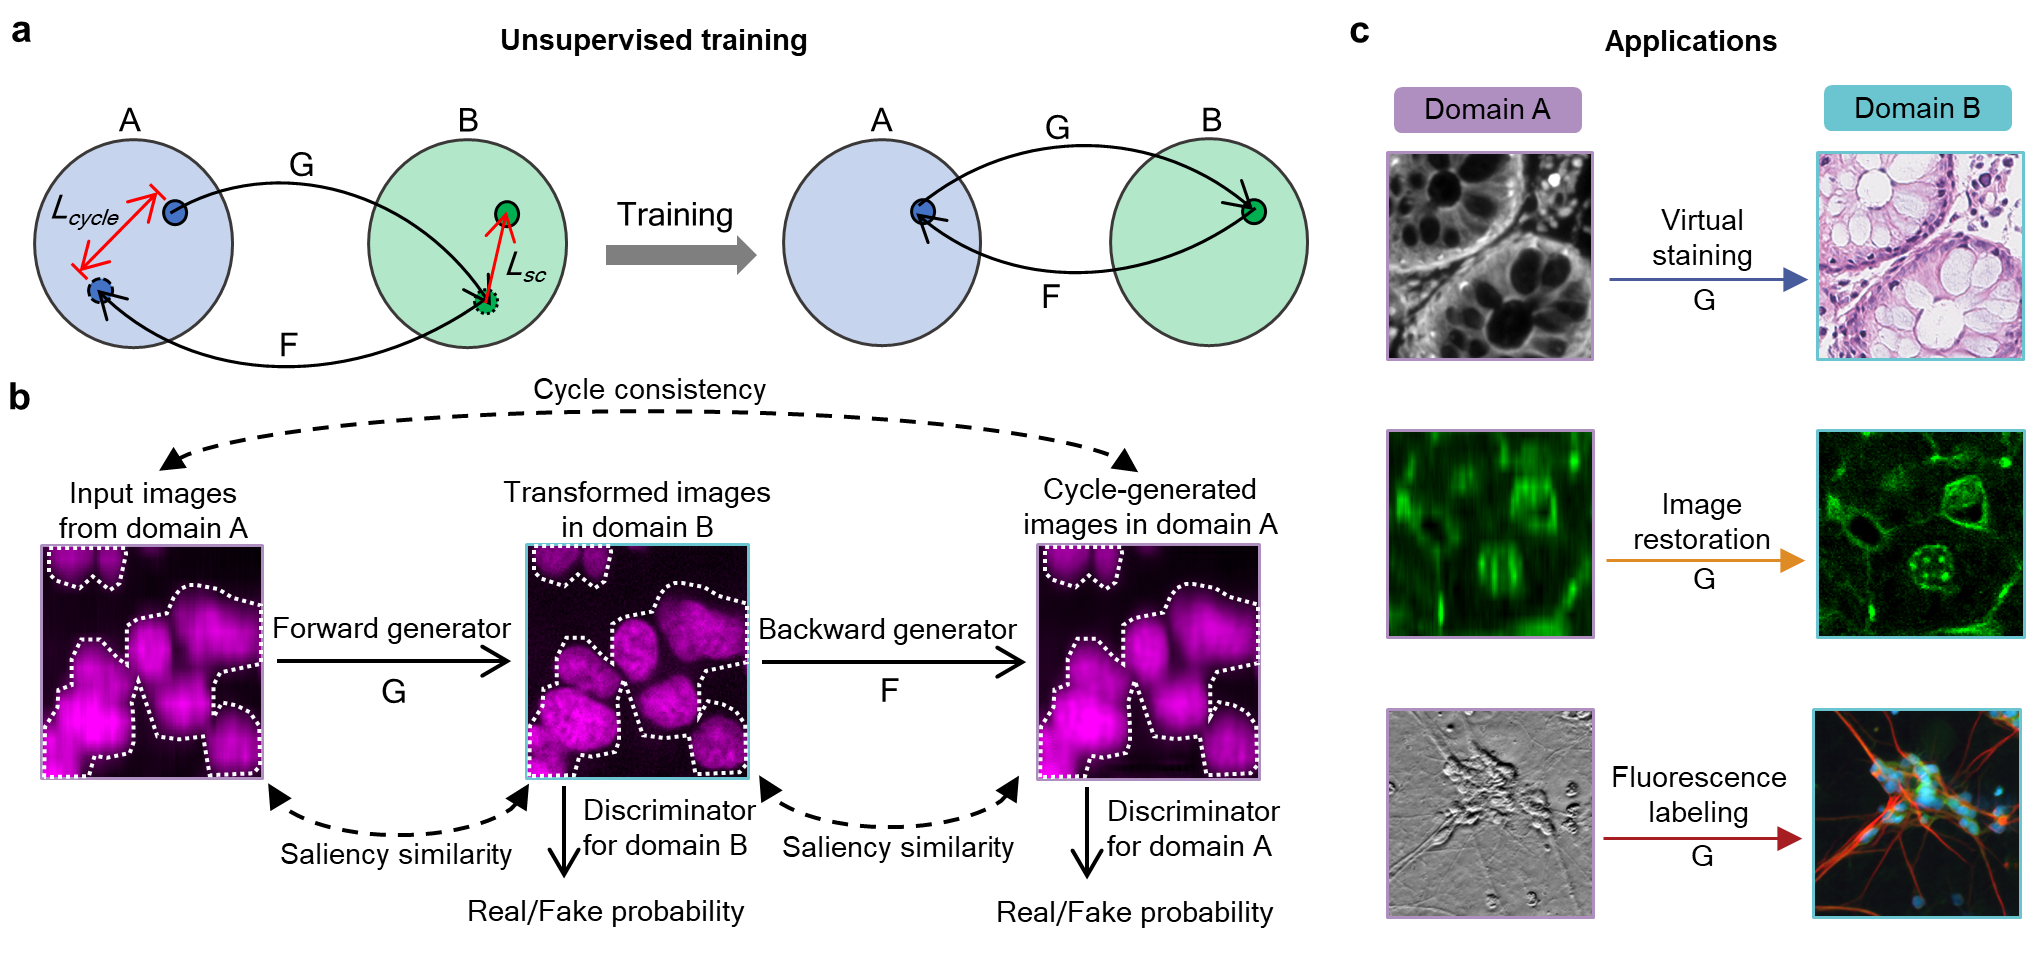 a
Unsupervised training
A
B
G
L cycle
L sc
F
Training
A
G
B
F
b
Cycle consistency
Input images
from domain A
Transformed images
in domain B
Cycle-generated
images in domain A
Forward generator
G
Backward generator
F
Saliency similarity
Discriminator
for domain B
Saliency similarity
Discriminator
for domain A
Real/Fake probability
Real/Fake probability
c
Applications
Domain A
Domain B
Virtual
staining
G
Image
restoration
G
Fluorescence
labeling
G